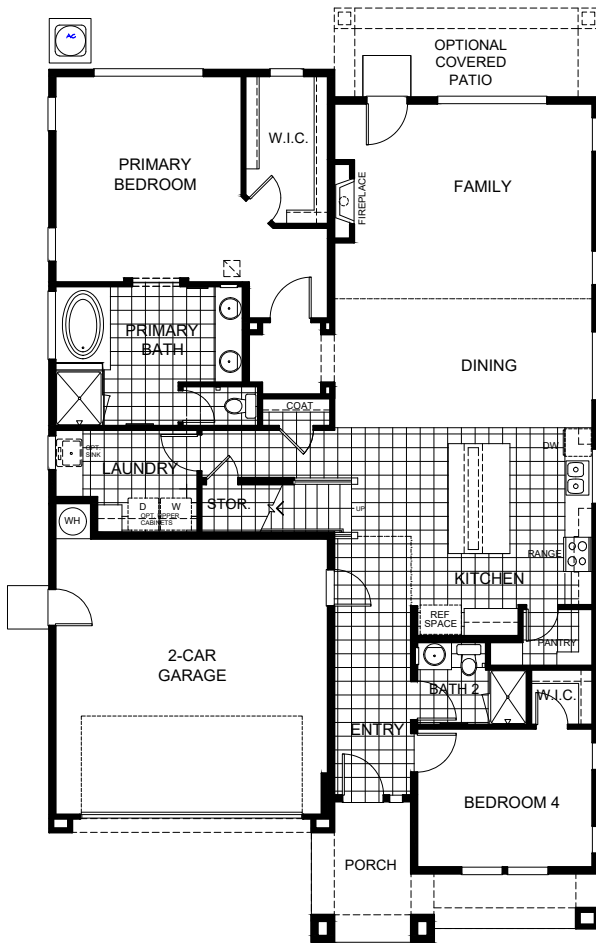 AC
OPTIONAL
COVERED
PATIO
W.I.C.
PRIMARY
BEDROOM
FAMILY
FIREPLACE
PRIMARY
BATH
DINING
COAT
OPT.
SINK
LAUNDRY
DW
D
W
OPT. UPPER
CABINETS
STOR.
UP
WH
RANGE
KITCHEN
REF
SPACE
PANTRY
2-CAR
GARAGE
BATH 2
W.I.C.
ENTRY
BEDROOM 4
PORCH